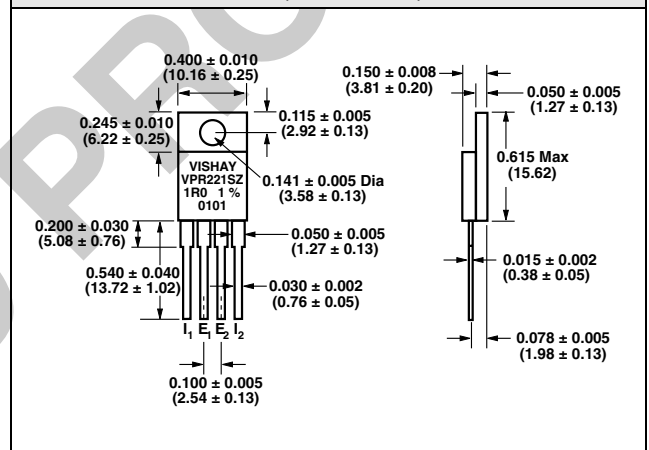 0.400 ± 0.010
(10.16 ± 0.25)
0.150 ± 0.008
(3.81 ± 0.20)
0.050 ± 0.005
(1.27 ± 0.13)
0.245 ± 0.010
(6.22 ± 0.25)
0.115 ± 0.005
(2.92 ± 0.13)
VISHAY
VPR221SZ
1R0 1 %
0101
0.141 ± 0.005 Dia
(3.58 ± 0.13)
0.615 Max
(15.62)
0.200 ± 0.030
(5.08 ± 0.76)
0.050 ± 0.005
(1.27 ± 0.13)
0.540 ± 0.040
(13.72 ± 1.02)
0.030 ± 0.002
(0.76 ± 0.05)
0.015 ± 0.002
(0.38 ± 0.05)
I1 E1 E2 I2
0.078 ± 0.005
(1.98 ± 0.13)
0.100 ± 0.005
(2.54 ± 0.13)